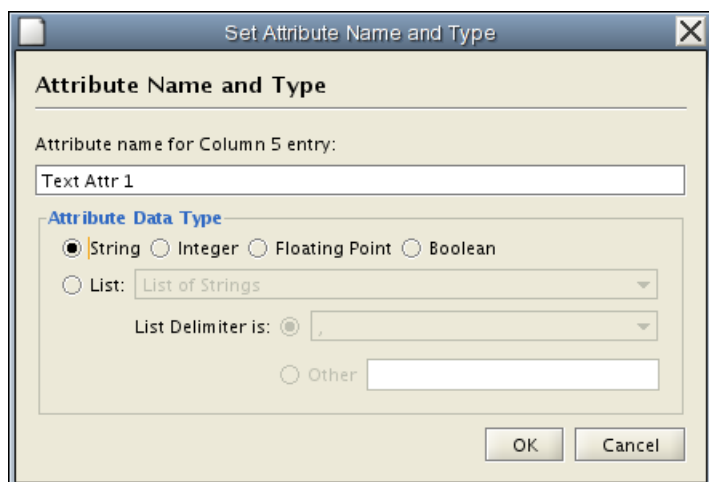 Set Attribute Name and Type
Attribute Name and Type
Attribute name for Column 5 entry:
Text Attr 1
Attribute Data Type
String Integer Floating Point Boolean
List: List of Strings
List Delimiter is: ,
Other
OK Cancel